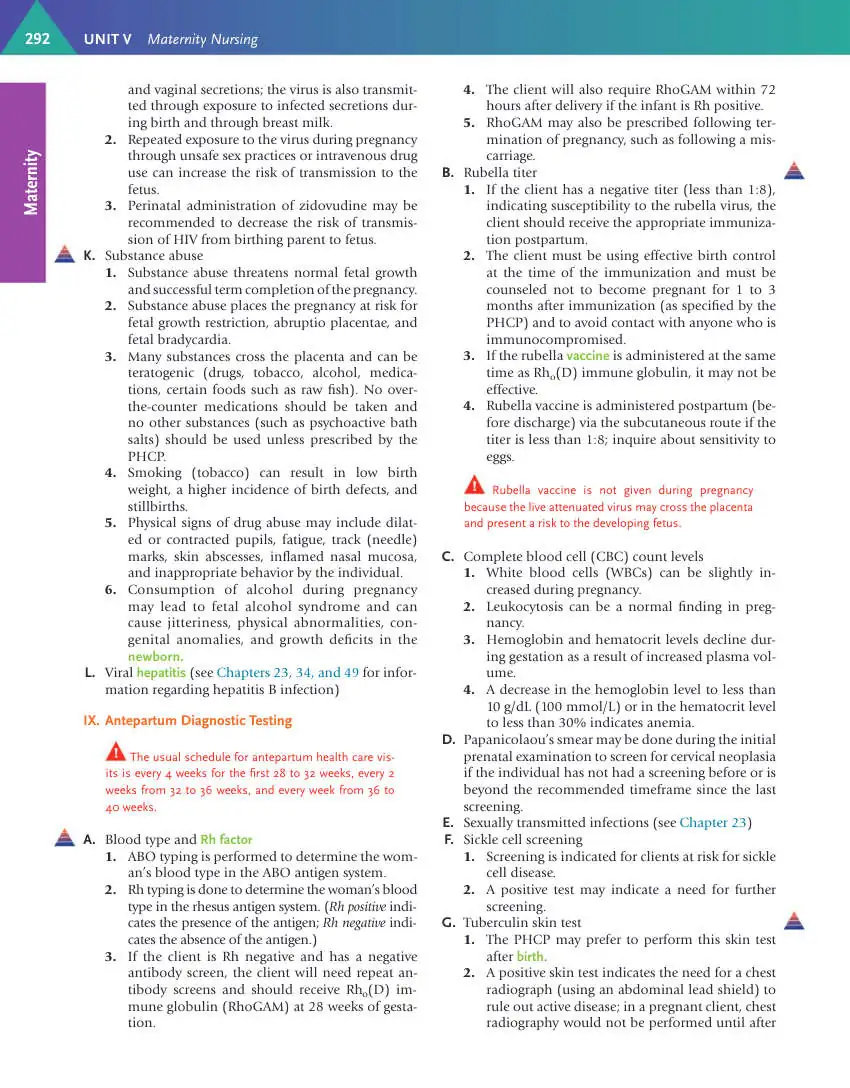 292
UNIT V Maternity Nursing
Maternity
and vaginal secretions; the virus is also transmit-
ted through exposure to infected secretions dur-
ing birth and through breast milk.
2. Repeated exposure to the virus during pregnancy
through unsafe sex practices or intravenous drug
use can increase the risk of transmission to the
fetus.
3. Perinatal administration of zidovudine may be
recommended to decrease the risk of transmis-
sion of HIV from birthing parent to fetus.
K. Substance abuse
1. Substance abuse threatens normal fetal growth
and successful term completion of the pregnancy.
2. Substance abuse places the pregnancy at risk for
fetal growth restriction, abruptio placentae, and
fetal bradycardia.
3. Many substances cross the placenta and can be
teratogenic (drugs, tobacco, alcohol, medica-
tions, certain foods such as raw fish). No over-
the-counter medications should be taken and
no other substances (such as psychoactive bath
salts) should be used unless prescribed by the
PHCP.
4. Smoking (tobacco) can result in low birth
weight, a higher incidence of birth defects, and
stillbirths.
5. Physical signs of drug abuse may include dilat-
ed or contracted pupils, fatigue, track (needle)
marks, skin abscesses, inflamed nasal mucosa,
and inappropriate behavior by the individual.
6. Consumption of alcohol during pregnancy
may lead to fetal alcohol syndrome and can
cause jitteriness, physical abnormalities, con-
genital anomalies, and growth deficits in the
newborn.
L. Viral hepatitis (see Chapters 23, 34, and 49 for infor-
mation regarding hepatitis B infection)
IX. Antepartum Diagnostic Testing
The usual schedule for antepartum health care vis-
its is every 4 weeks for the first 28 to 32 weeks, every 2
weeks from 32 to 36 weeks, and every week from 36 to
40 weeks.
A. Blood type and Rh factor
1. ABO typing is performed to determine the wom-
an's blood type in the ABO antigen system.
2. Rh typing is done to determine the woman's blood
type in the rhesus antigen system. (Rh positive indi-
cates the presence of the antigen; Rh negative indi-
cates the absence of the antigen.)
3. If the client is Rh negative and has a negative
antibody screen, the client will need repeat an-
tibody screens and should receive Rho(D) im-
mune globulin (RhoGAM) at 28 weeks of gesta-
tion.
4. The client will also require RhoGAM within 72
hours after delivery if the infant is Rh positive.
5. RhoGAM may also be prescribed following ter-
mination of pregnancy, such as following a mis-
carriage.
B. Rubella titer
1. If the client has a negative titer (less than 1:8),
indicating susceptibility to the rubella virus, the
client should receive the appropriate immuniza-
tion postpartum.
2. The client must be using effective birth control
at the time of the immunization and must be
counseled not to become pregnant for 1 to 3
months after immunization (as specified by the
PHCP) and to avoid contact with anyone who is
immunocompromised.
3. If the rubella vaccine is administered at the same
time as Rho(D) immune globulin, it may not be
effective.
4. Rubella vaccine is administered postpartum (be-
fore discharge) via the subcutaneous route if the
titer is less than 1:8; inquire about sensitivity to
eggs.
Rubella vaccine is not given during pregnancy
because the live attenuated virus may cross the placenta
and present a risk to the developing fetus.
C. Complete blood cell (CBC) count levels
1. White blood cells (WBCs) can be slightly in-
creased during pregnancy.
2. Leukocytosis can be a normal finding in preg-
nancy.
3. Hemoglobin and hematocrit levels decline dur-
ing gestation as a result of increased plasma vol-
ume.
4. A decrease in the hemoglobin level to less than
10 g/dL (100 mmol/L) or in the hematocrit level
to less than 30% indicates anemia.
D. Papanicolaou's smear may be done during the initial
prenatal examination to screen for cervical neoplasia
if the individual has not had a screening before or is
beyond the recommended timeframe since the last
screening.
E. Sexually transmitted infections (see Chapter 23)
F. Sickle cell screening
1. Screening is indicated for clients at risk for sickle
cell disease.
2. A positive test may indicate a need for further
screening.
G. Tuberculin skin test
1. The PHCP may prefer to perform this skin test
after birth.
2. A positive skin test indicates the need for a chest
radiograph (using an abdominal lead shield) to
rule out active disease; in a pregnant client, chest
radiography would not be performed until after